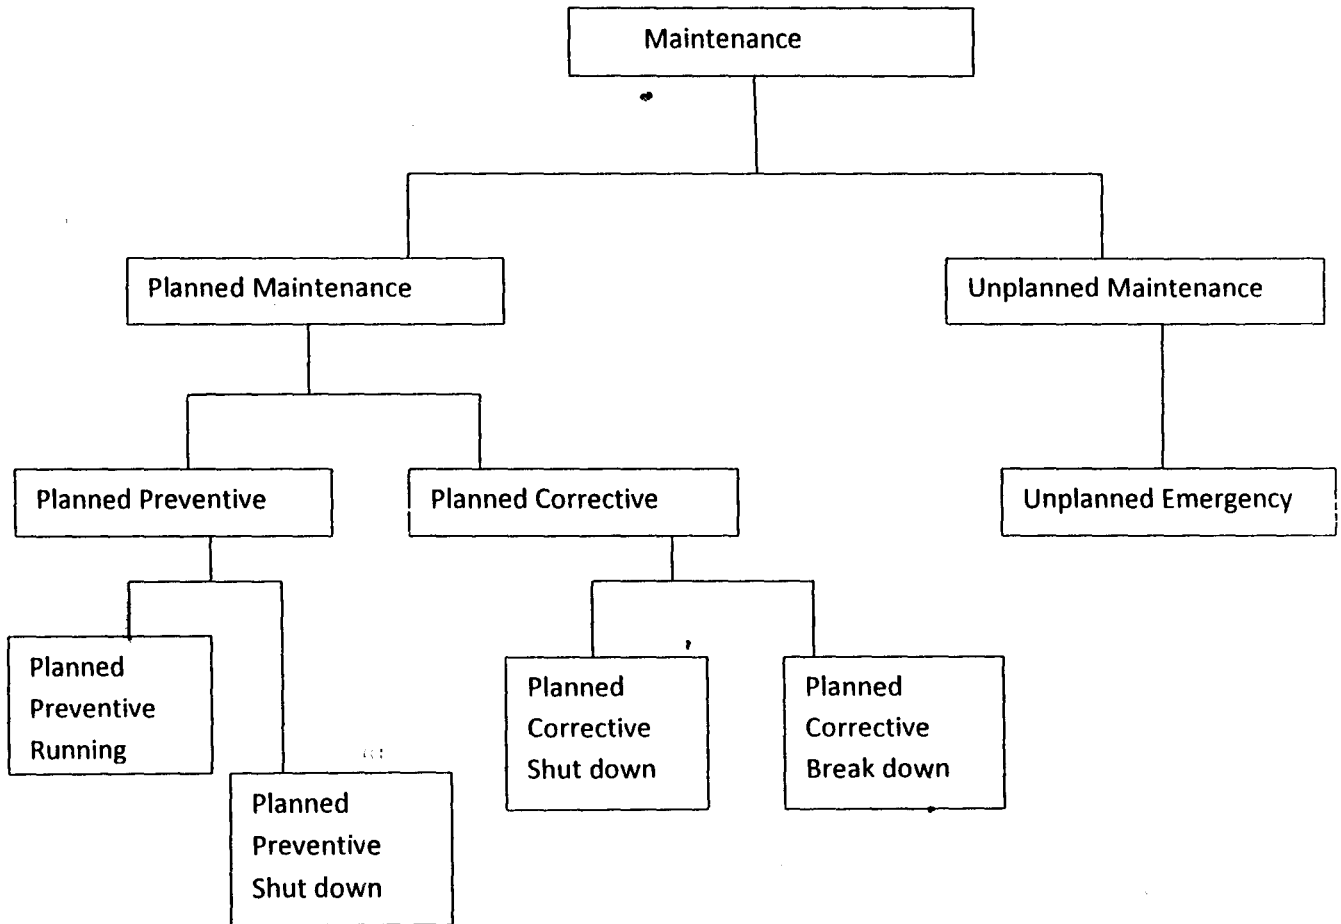 Maintenance
Planned Maintenance
Unplanned Maintenance
Planned Preventive
Planned Corrective
Unplanned Emergency
Planned
Preventive
Running
Planned
Preventive
Shut down
Planned
Corrective
Shut down
Planned
Corrective
Break down